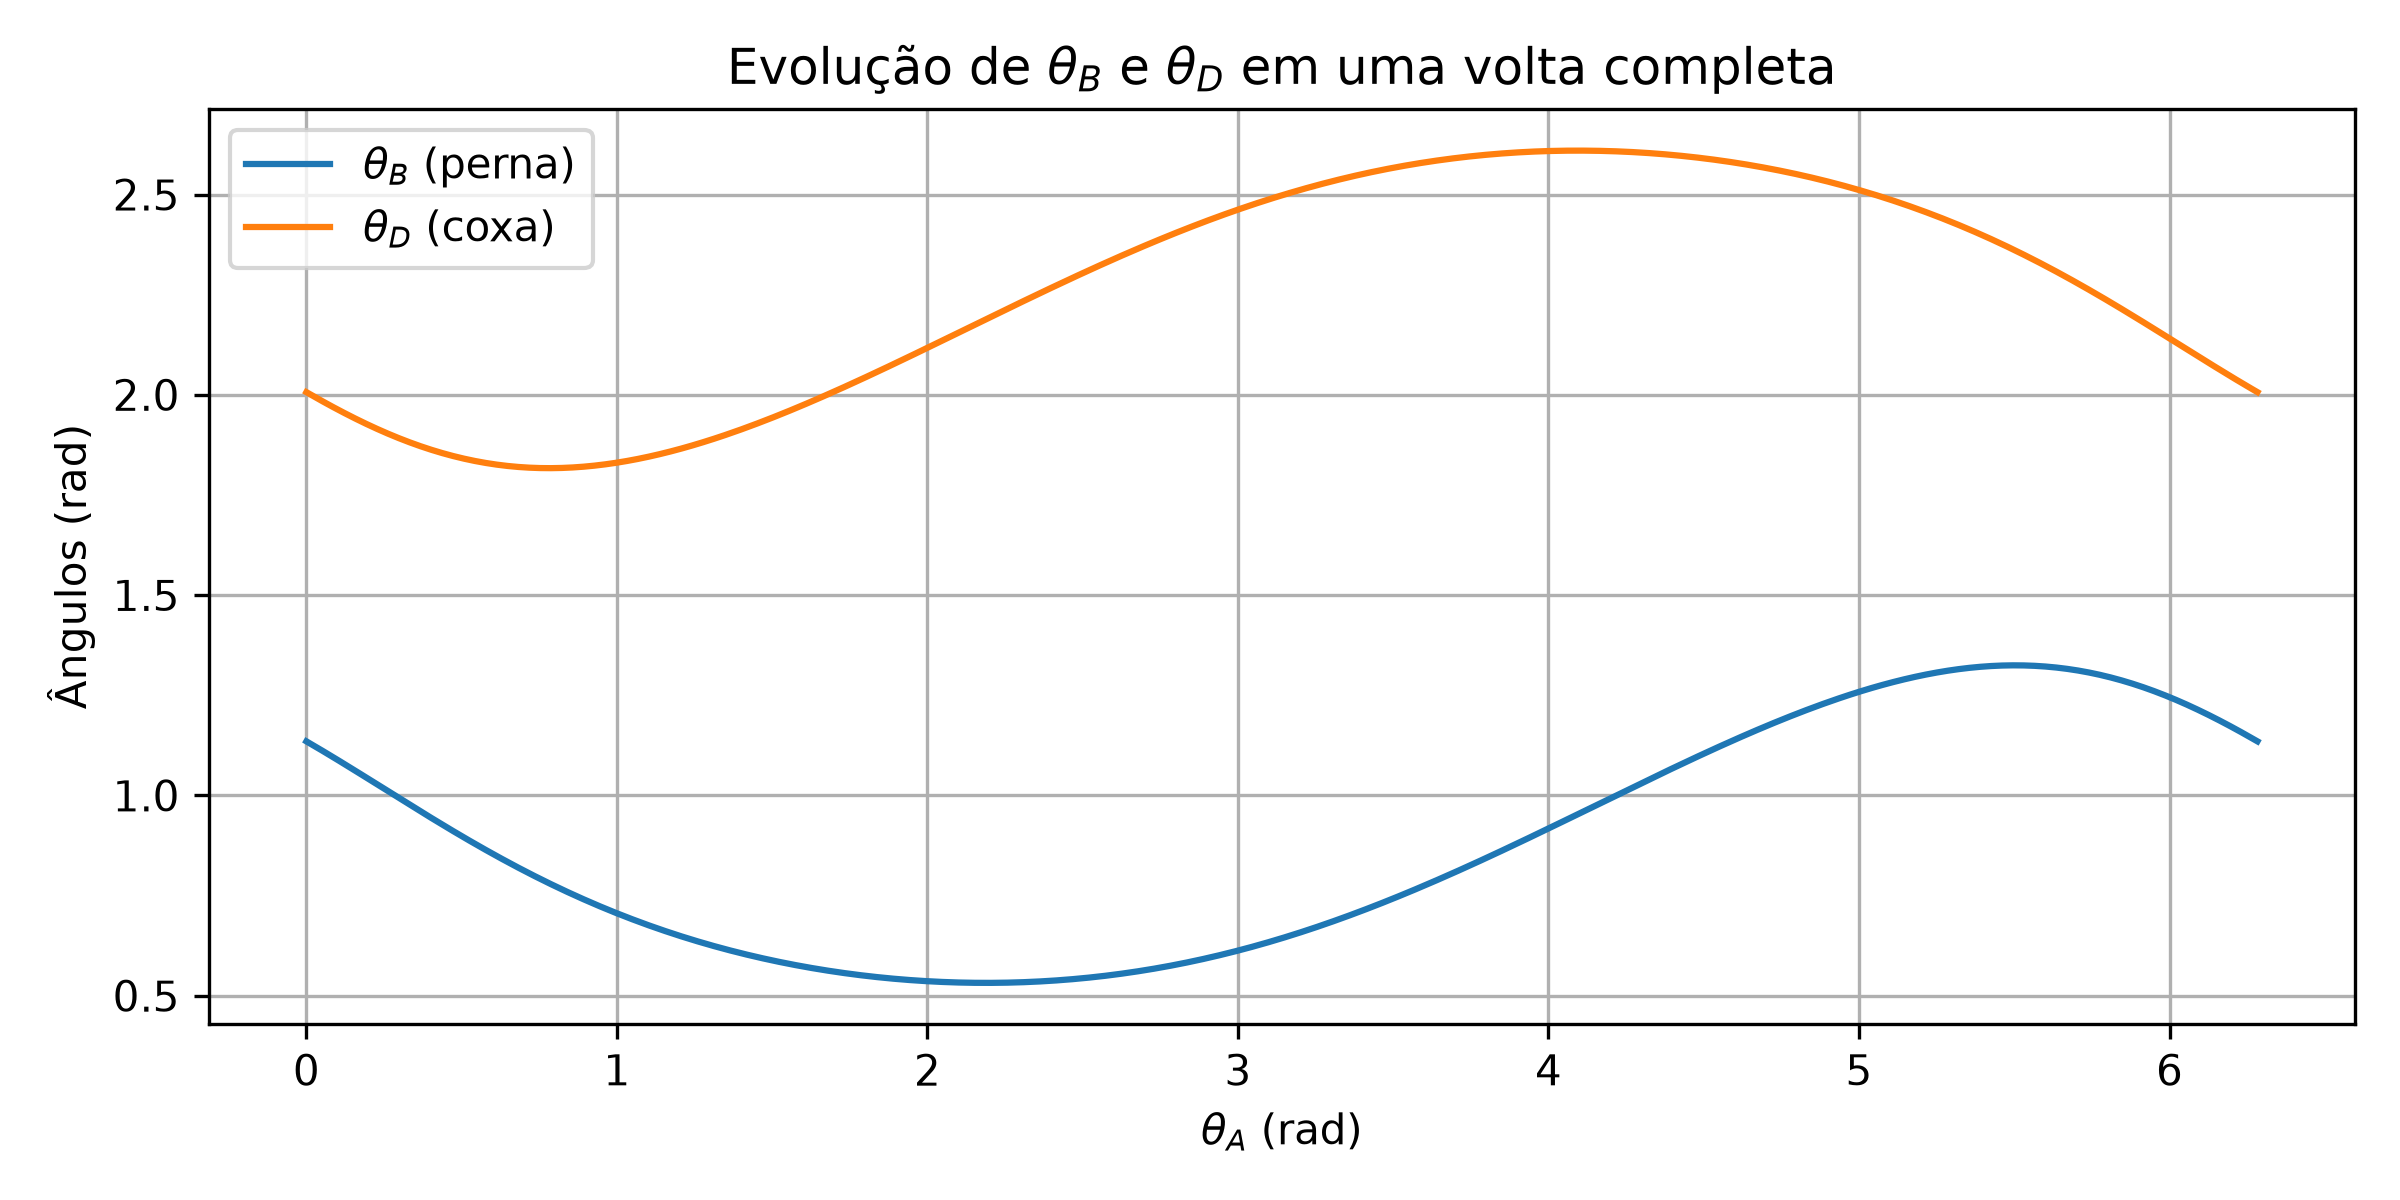 Evolução de θ_B e θ_D em uma volta completa
θ_B (perna)
θ_D (coxa)
Ângulos (rad)
2.5
2.0
1.5
1.0
0.5
0 1 2 3 4 5 6
θ_A (rad)